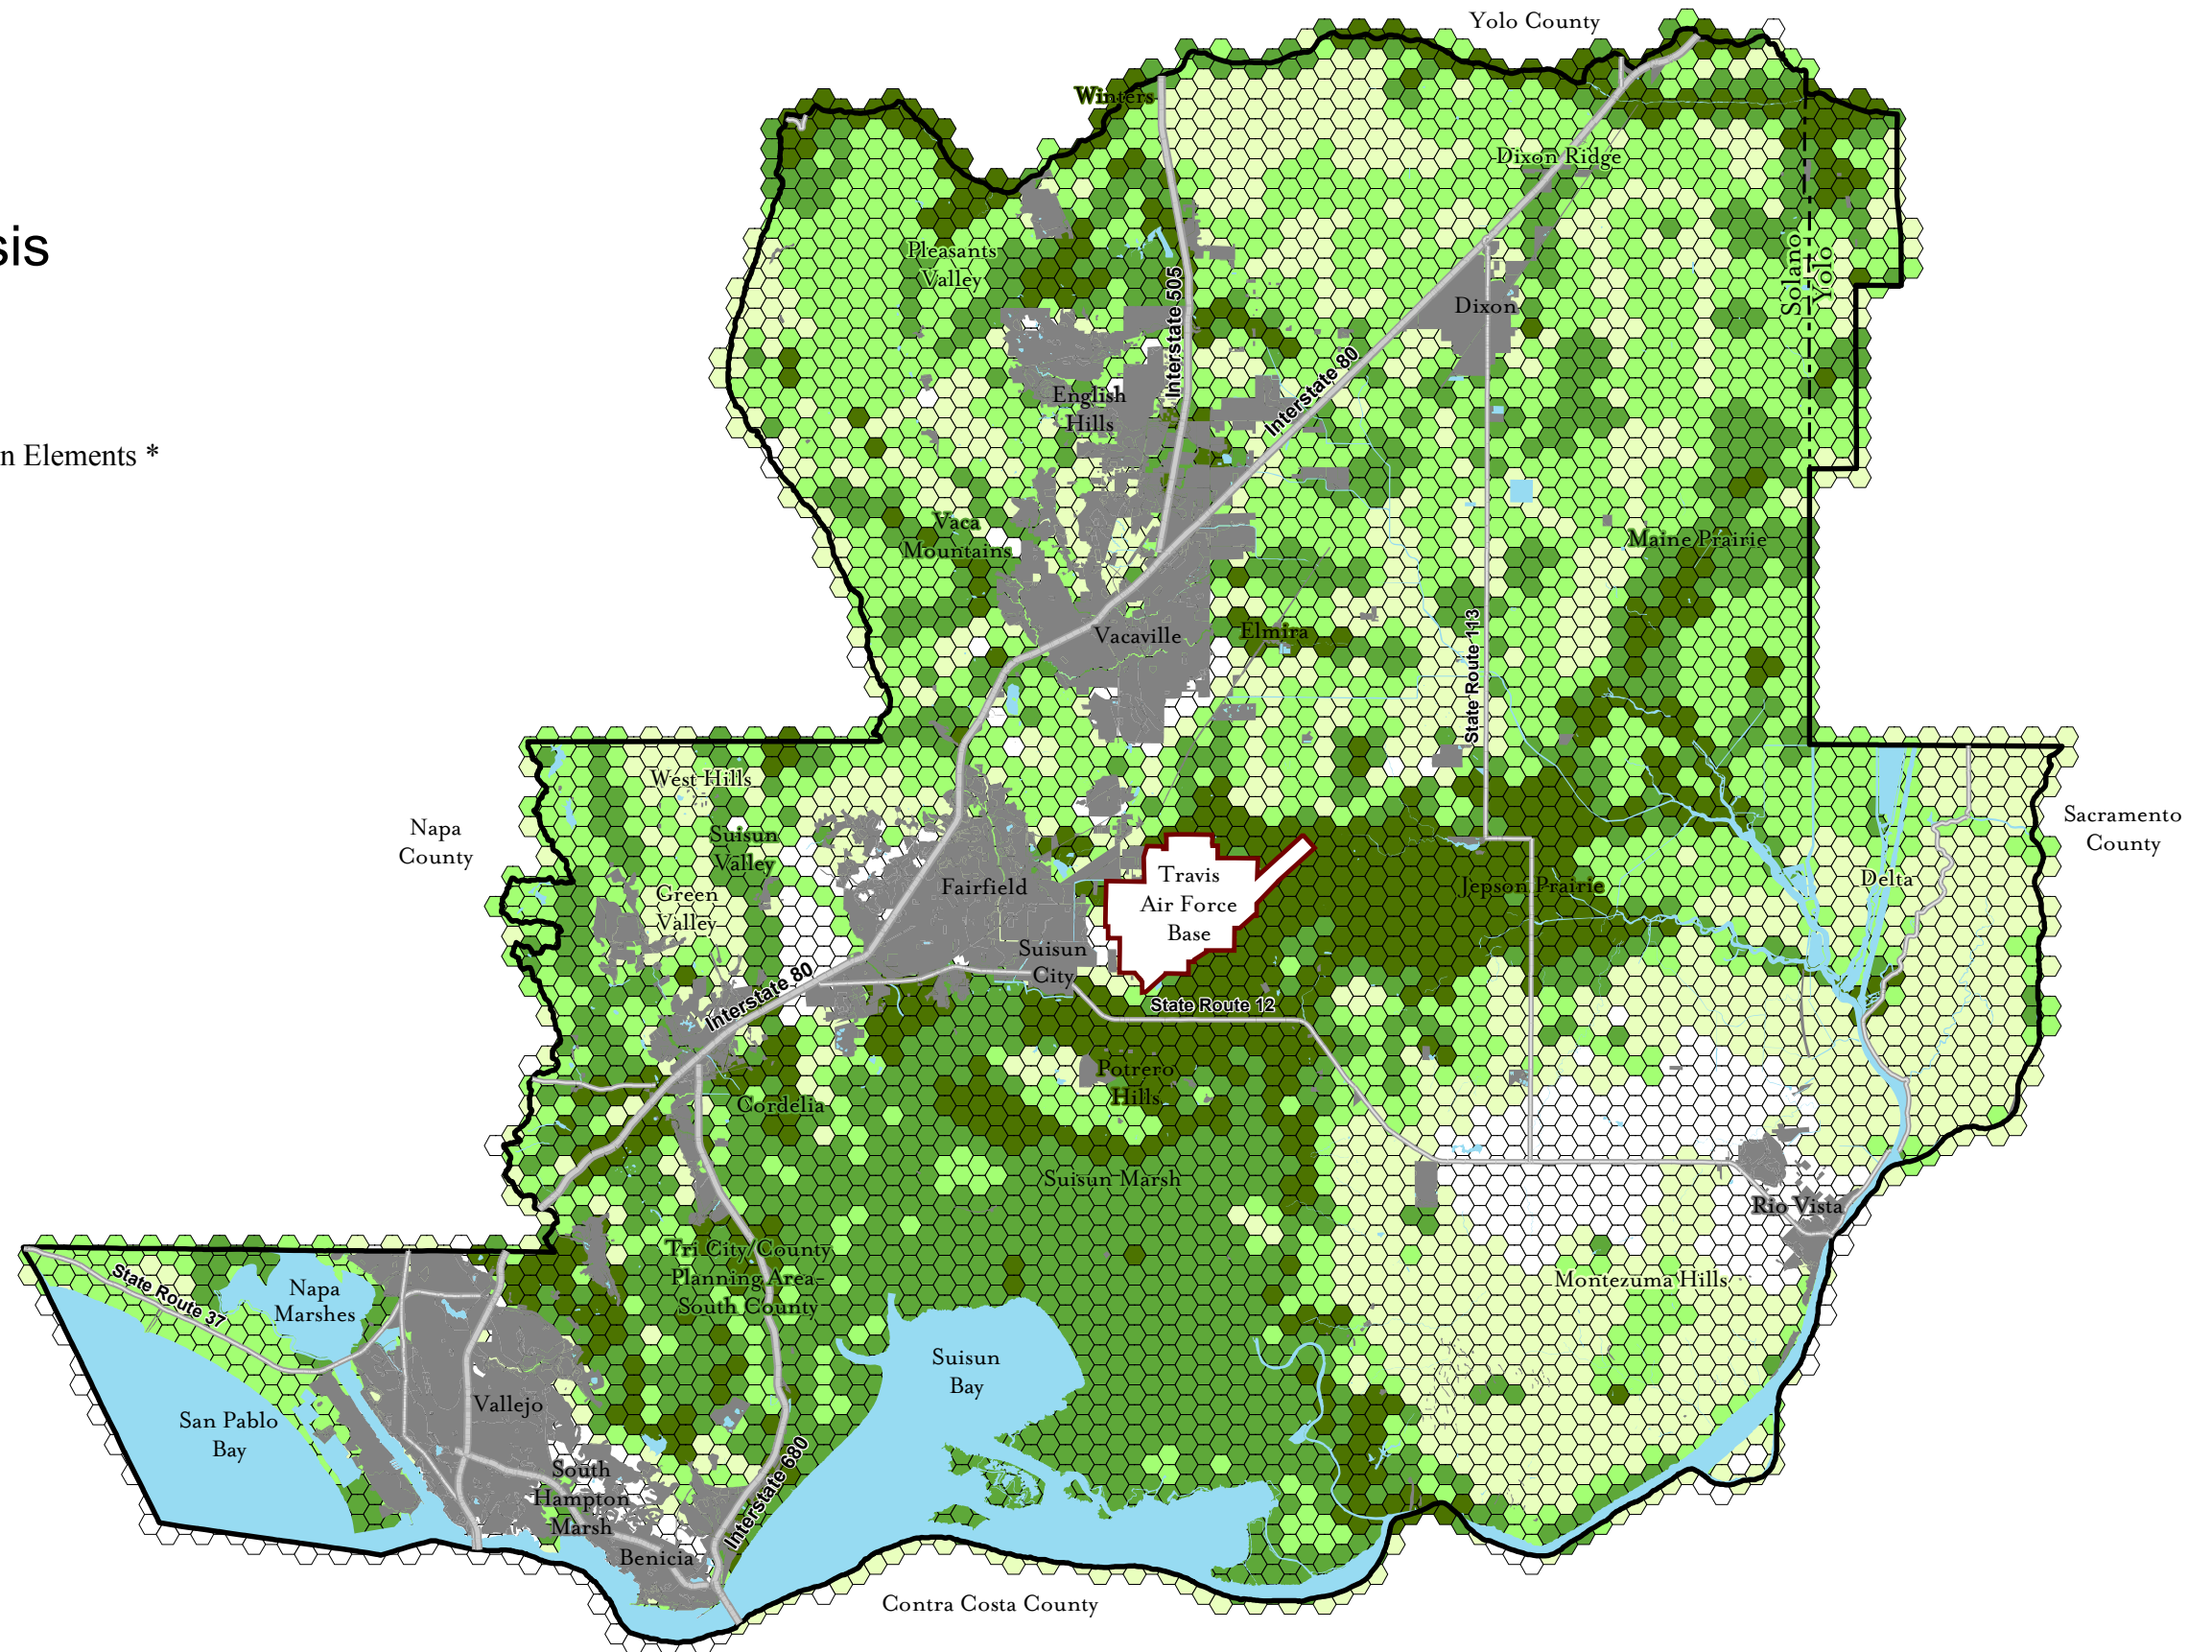 Yolo County
Winters
Dixon Ridge
sis
Pleasants
Valley
Solano
Yolo
Interstate 505
Dixon
Interstate 80
English
Hills
n Elements *
Vaca
Mountains
Maine Prairie
Elmira
Vacaville
State Route 113
West Hills
Napa
County
Suisun
Valley
Sacramento
County
Travis
Air Force
Base
Fairfield
Jepson Prairie
Delta
Green
Valley
Suisun
City
Interstate 80
State Route 12
Potrero
Hills
Cordelia
Suisun Marsh
Rio Vista
Tri City/County
Planning Area-
South County
Montezuma Hills
State Route 37
Napa
Marshes
Suisun
Bay
Vallejo
San Pablo
Bay
South
Hampton
Marsh
Interstate 680
Benicia
Contra Costa County